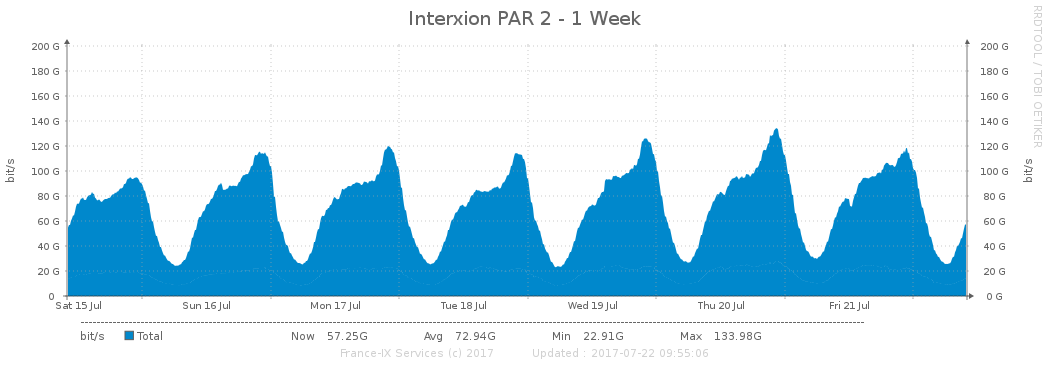 Interxion PAR 2 - 1 Week
RRDTOOL / TOBI OETIKER
bit/s
200 G
180 G
160 G
140 G
120 G
100 G
80 G
60 G
40 G
20 G
0
200 G
180 G
160 G
140 G
120 G
100 G
80 G
60 G
40 G
20 G
0 G
bit/s
Sat 15 Jul Sun 16 Jul Mon 17 Jul Tue 18 Jul Wed 19 Jul Thu 20 Jul Fri 21 Jul
bit/s Total Now 57.25G Avg 72.94G Min 22.91G Max 133.98G
France-IX Services (c) 2017 Updated : 2017-07-22 09:55:06